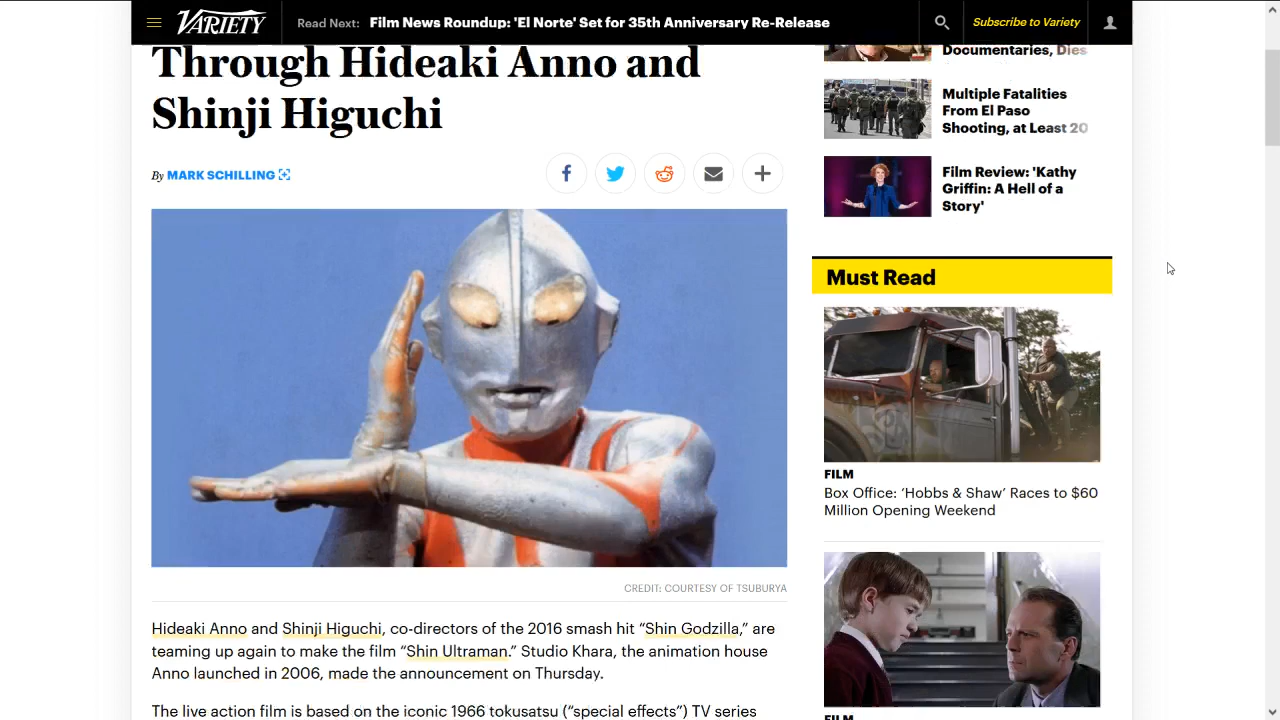 VARIETY
Read Next: Film News Roundup: 'El Norte' Set for 35th Anniversary Re-Release
Subscribe to Variety
Through Hideaki Anno and
Shinji Higuchi
By MARK SCHILLING
CREDIT: COURTESY OF TSUBURYA
Hideaki Anno and Shinji Higuchi, co-directors of the 2016 smash hit “Shin Godzilla,” are
teaming up again to make the film “Shin Ultraman.” Studio Khara, the animation house
Anno launched in 2006, made the announcement on Thursday.
The live action film is based on the iconic 1966 tokusatsu (“special effects”) TV series
Documentaries, Dies
Multiple Fatalities
From El Paso
Shooting, at Least 20
Film Review: 'Kathy
Griffin: A Hell of a
Story'
Must Read
FILM
Box Office: ‘Hobbs & Shaw’ Races to $60
Million Opening Weekend
FILM